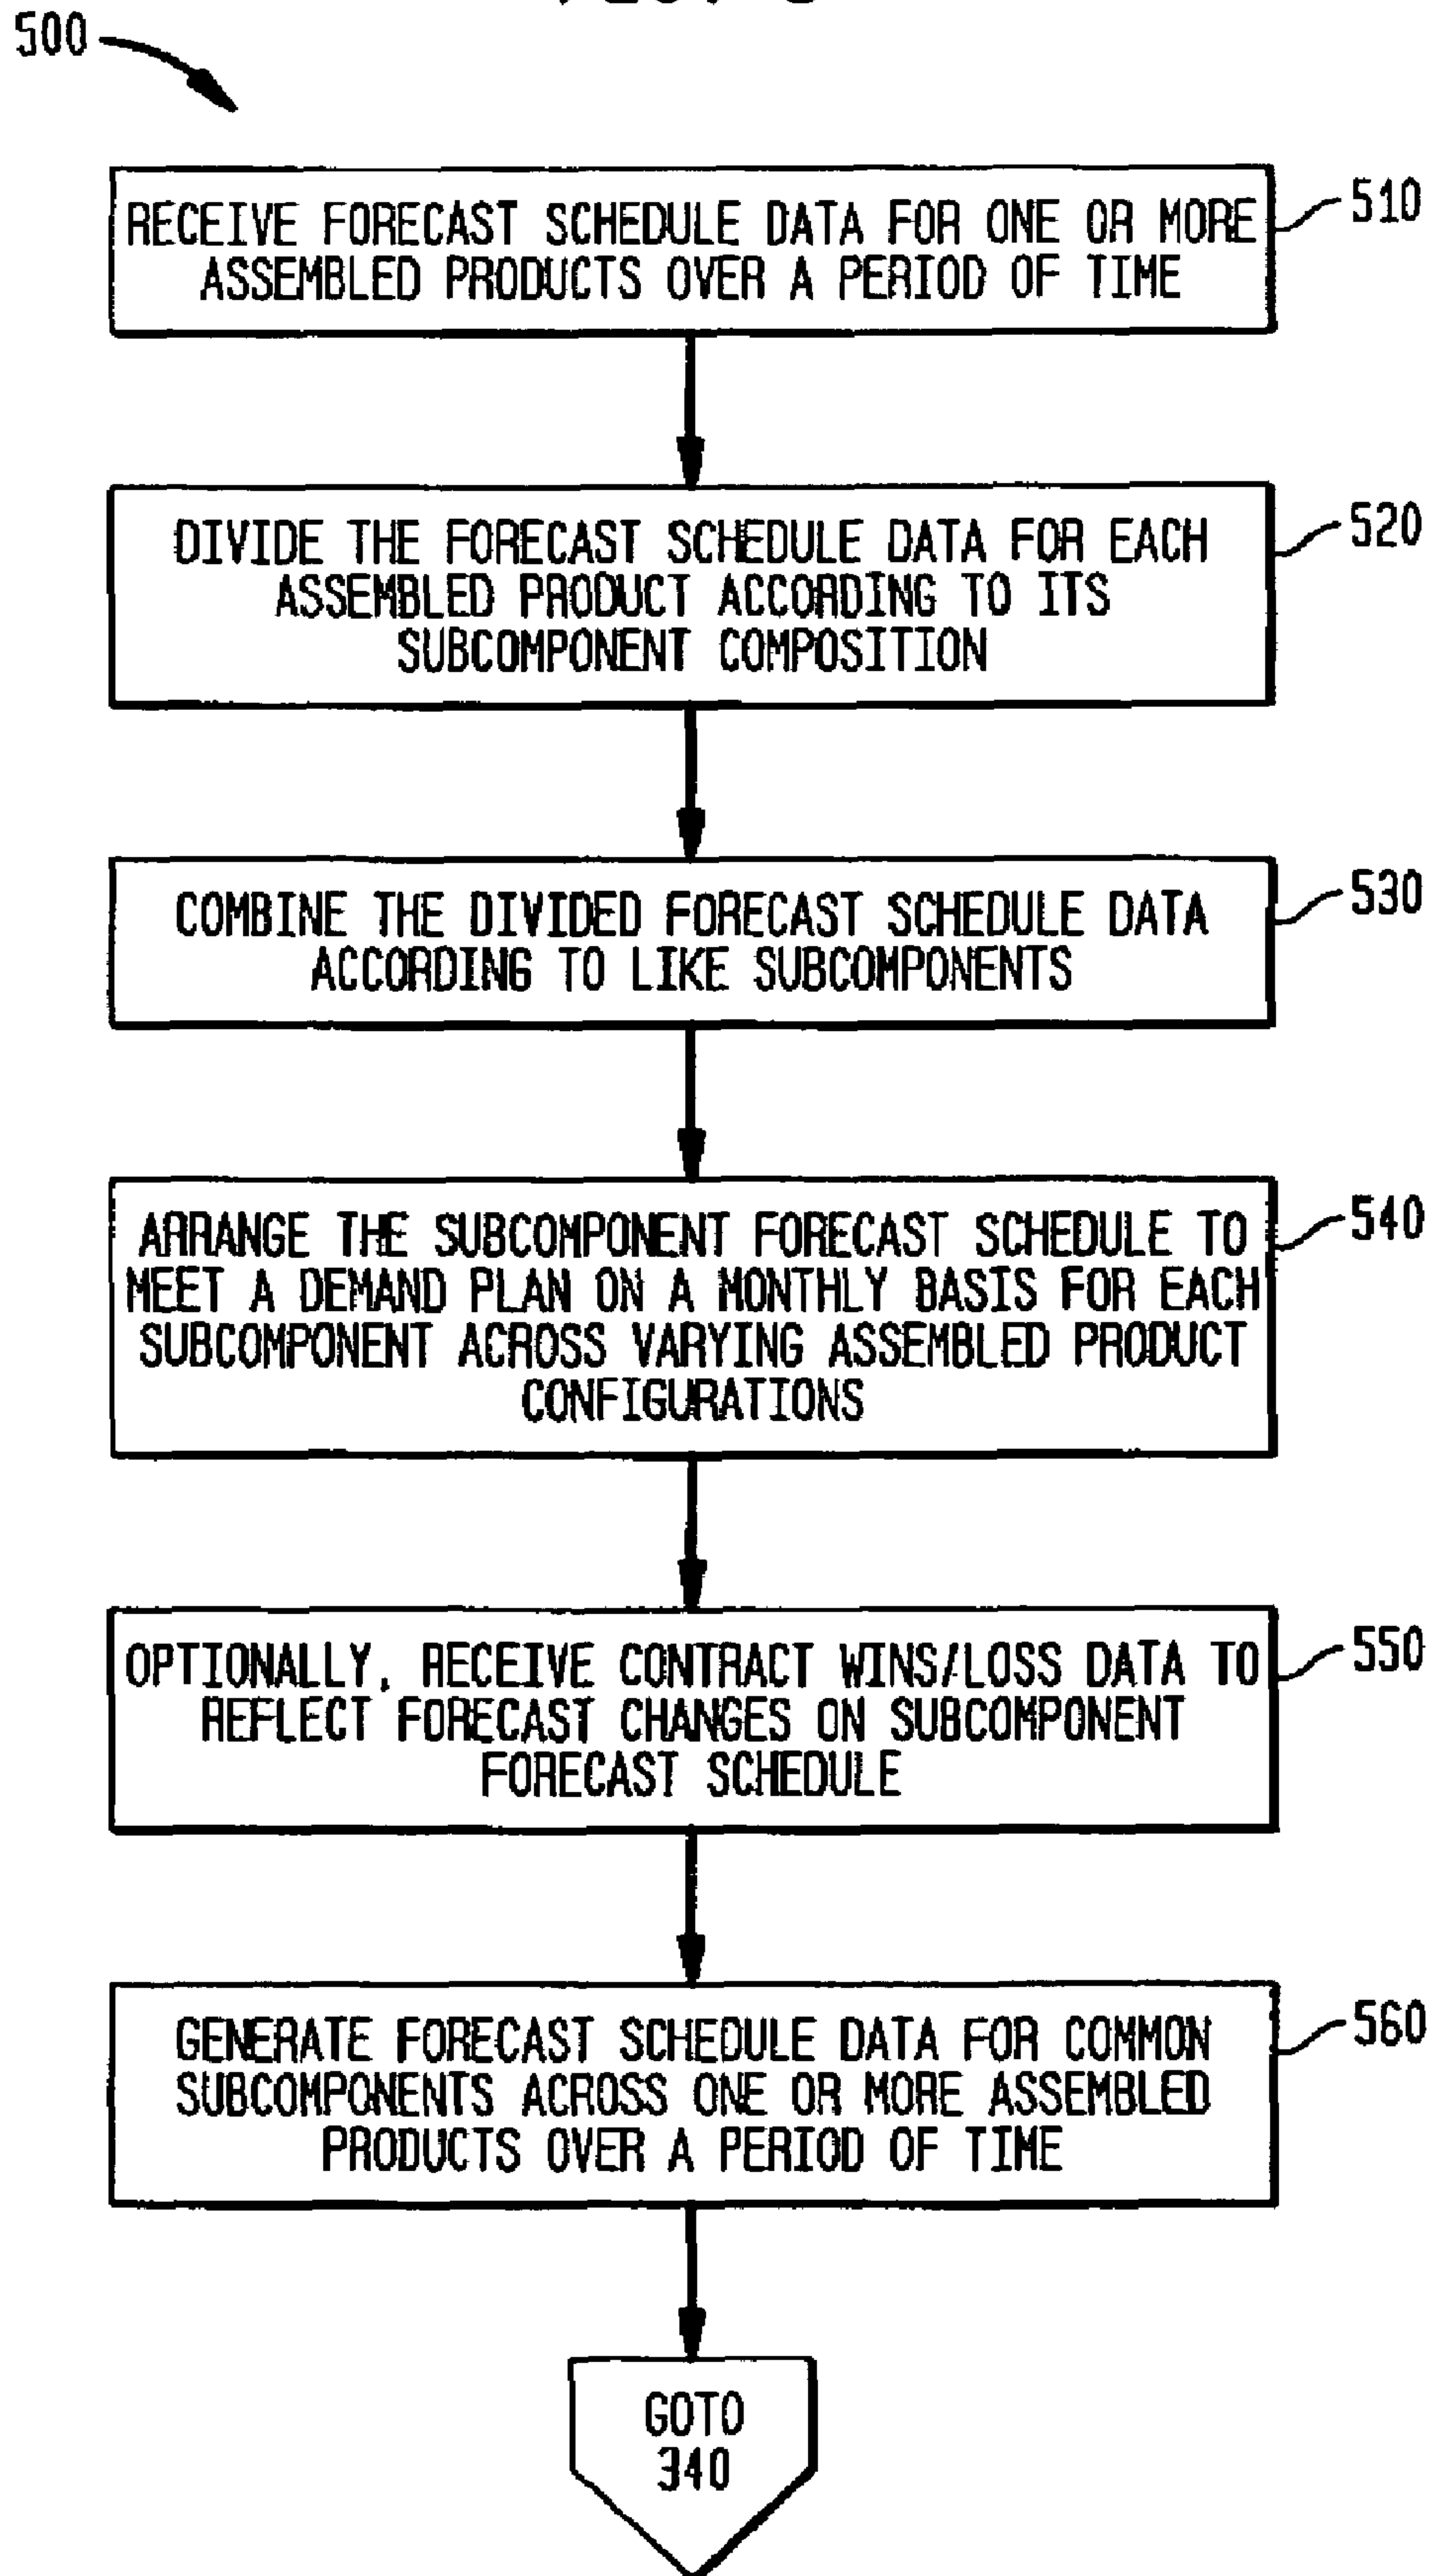 500
510
RECEIVE FORECAST SCHEDULE DATA FOR ONE OR MORE
ASSEMBLED PRODUCTS OVER A PERIOD OF TIME
520
DIVIDE THE FORECAST SCHEDULE DATA FOR EACH
ASSEMBLED PRODUCT ACCORDING TO ITS
SUBCOMPONENT COMPOSITION
530
COMBINE THE DIVIDED FORECAST SCHEDULE DATA
ACCORDING TO LIKE SUBCOMPONENTS
540
ARRANGE THE SUBCOMPONENT FORECAST SCHEDULE TO
MEET A DEMAND PLAN ON A MONTHLY BASIS FOR EACH
SUBCOMPONENT ACROSS VARYING ASSEMBLED PRODUCT
CONFIGURATIONS
550
OPTIONALLY, RECEIVE CONTRACT WINS/LOSS DATA TO
REFLECT FORECAST CHANGES ON SUBCOMPONENT
FORECAST SCHEDULE
560
GENERATE FORECAST SCHEDULE DATA FOR COMMON
SUBCOMPONENTS ACROSS ONE OR MORE ASSEMBLED
PRODUCTS OVER A PERIOD OF TIME
GOTO
340